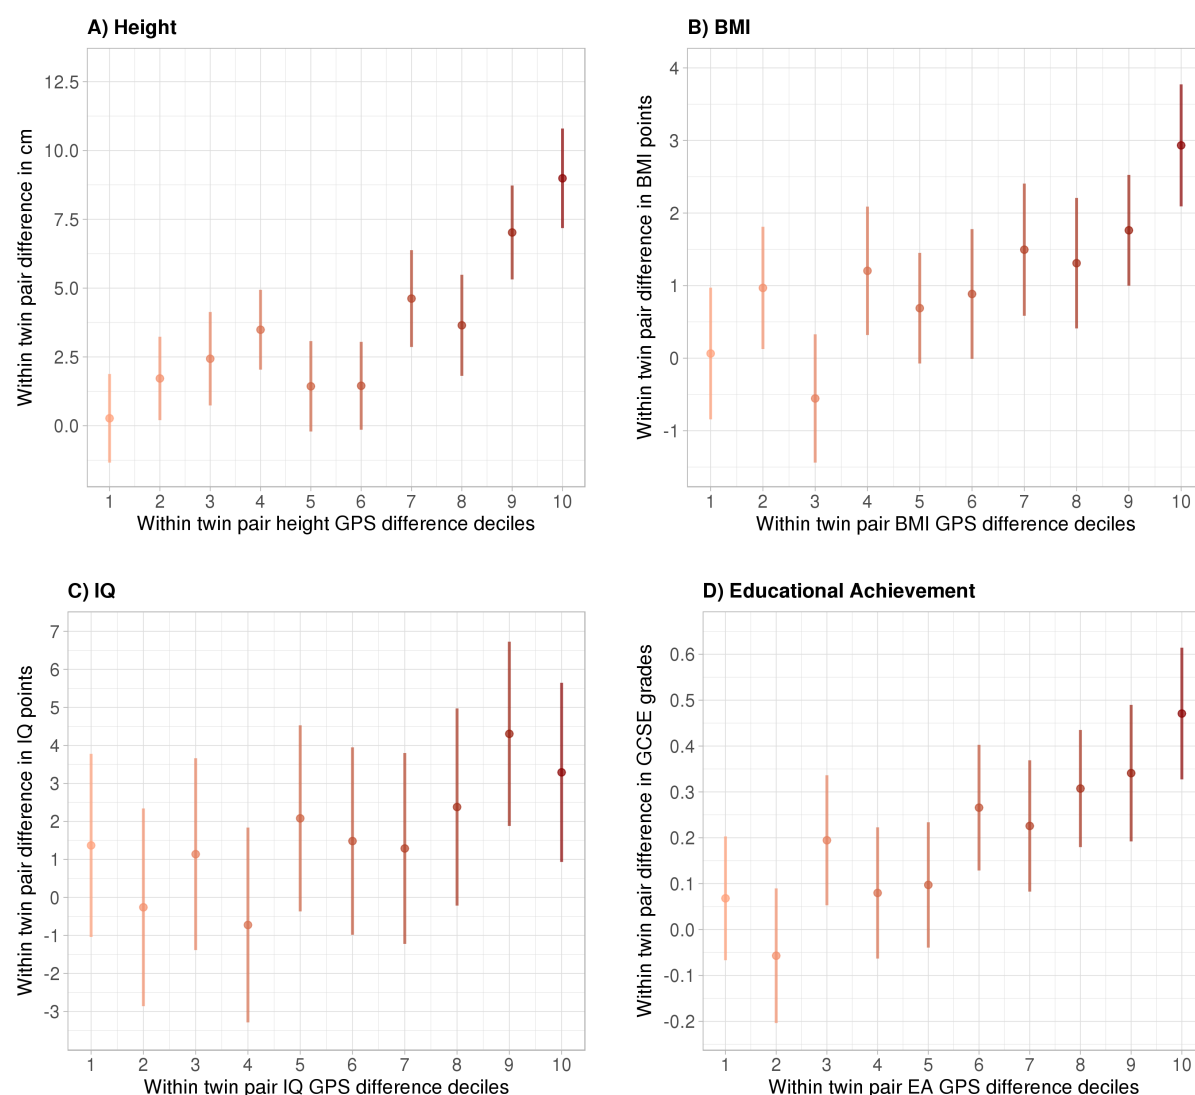 A) Height
Within twin pair difference in cm
12.5
10.0
7.5
5.0
2.5
0.0
1 2 3 4 5 6 7 8 9 10
Within twin pair height GPS difference deciles
B) BMI
Within twin pair difference in BMI points
4
3
2
1
0
-1
1 2 3 4 5 6 7 8 9 10
Within twin pair BMI GPS difference deciles
C) IQ
Within twin pair difference in IQ points
7
6
5
4
3
2
1
0
-1
-2
-3
1 2 3 4 5 6 7 8 9 10
Within twin pair IQ GPS difference deciles
D) Educational Achievement
Within twin pair difference in GCSE grades
0.6
0.5
0.4
0.3
0.2
0.1
0.0
-0.1
-0.2
1 2 3 4 5 6 7 8 9 10
Within twin pair EA GPS difference deciles